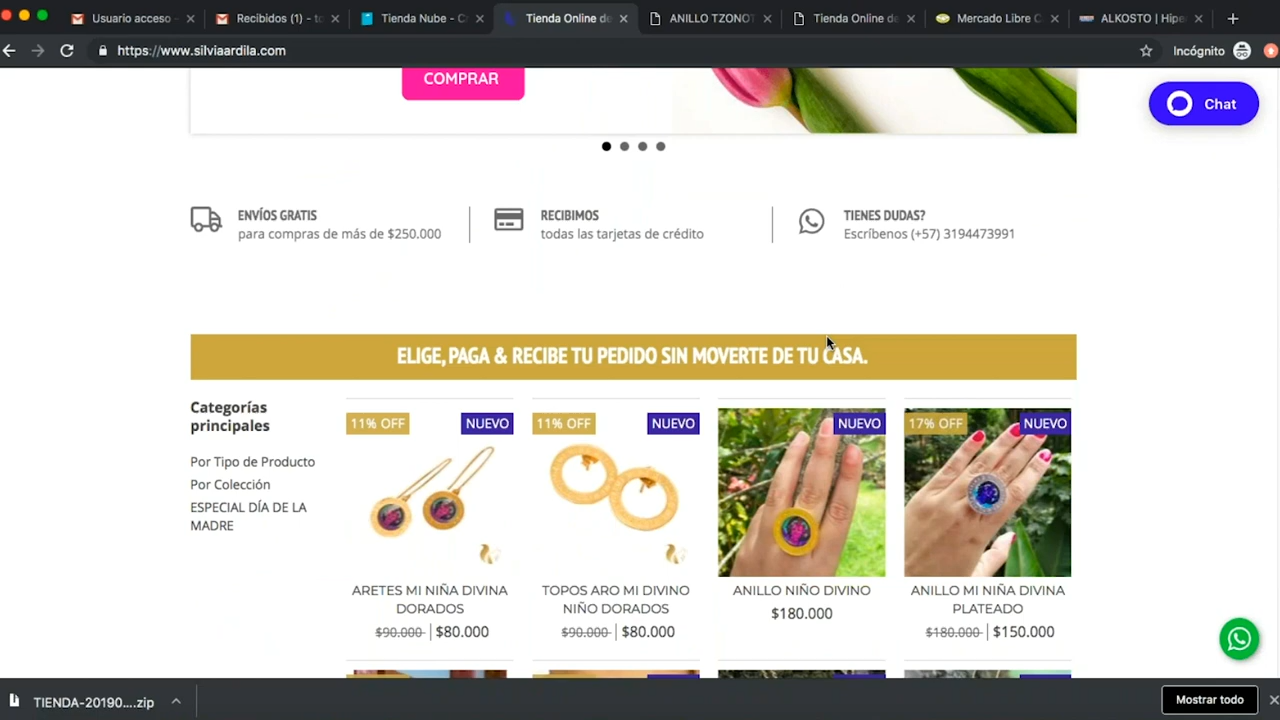 Usuario acceso
Recibidos (1) - to
Tienda Nube - C
Tienda Online de
ANILLO TZONOT
Tienda Online de
Mercado Libre C
ALKOSTO | Hiper
https://www.silviaardila.com
Incógnito
COMPRAR
Chat
ENVÍOS GRATIS
para compras de más de $250.000
RECIBIMOS
todas las tarjetas de crédito
TIENES DUDAS?
Escríbenos (+57) 3194473991
ELIGE, PAGA & RECIBE TU PEDIDO SIN MOVERTE DE TU CASA.
Categorías
principales
Por Tipo de Producto
Por Colección
ESPECIAL DÍA DE LA
MADRE
11% OFF
NUEVO
ARETES MI NIÑA DIVINA
DORADOS
$90.000 $80.000
11% OFF
NUEVO
TOPOS ARO MI DIVINO
NIÑO DORADOS
$90.000 $80.000
NUEVO
ANILLO NIÑO DIVINO
$180.000
17% OFF
NUEVO
ANILLO MI NIÑA DIVINA
PLATEADO
$180.000 $150.000
TIENDA-20190....zip
Mostrar todo